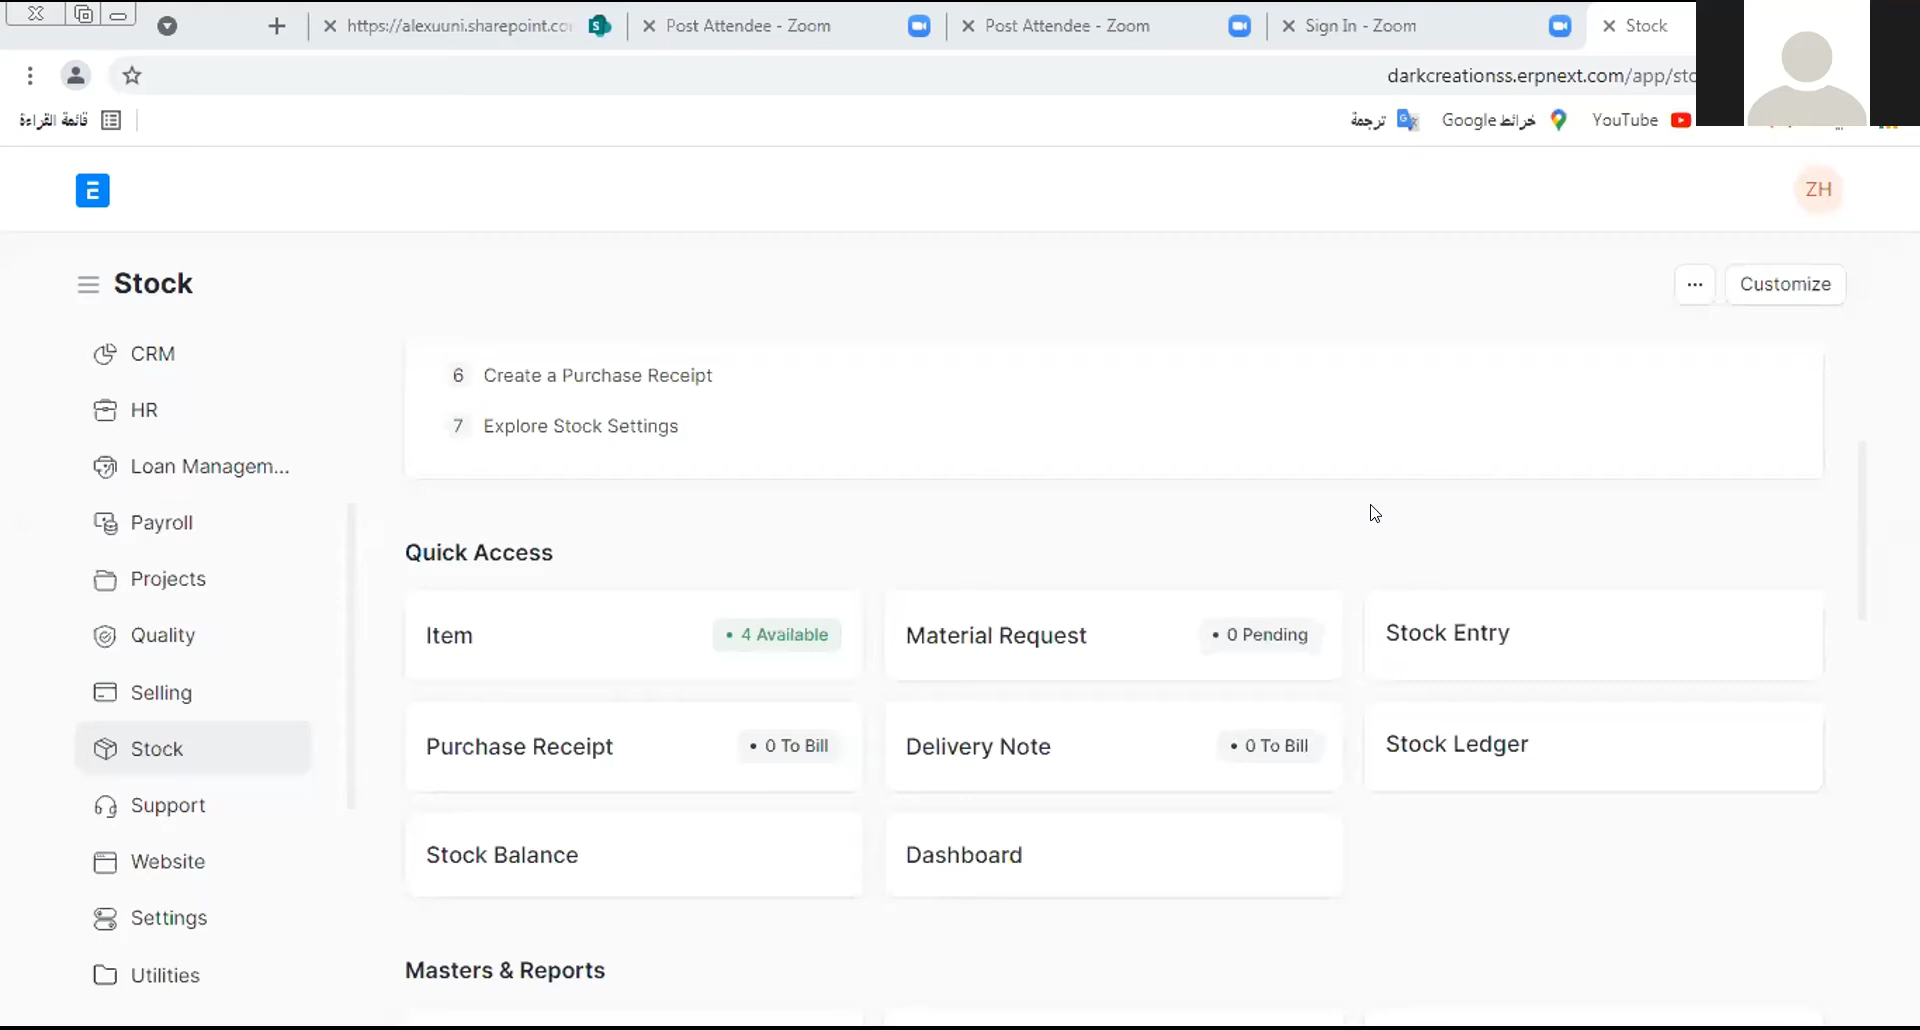 https://alexuuni.sharepoint.co
Post Attendee - Zoom
Post Attendee - Zoom
Sign In - Zoom
Stock
darkcreationss.erpnext.com/app/sto
قائمة القراءة
ترجمة
خرائط Google
YouTube
E
ZH
Stock
Customize
CRM
HR
Loan Managem...
Payroll
Projects
Quality
Selling
Stock
Support
Website
Settings
Utilities
6 Create a Purchase Receipt
7 Explore Stock Settings
Quick Access
Item • 4 Available
Material Request • 0 Pending
Stock Entry
Purchase Receipt • 0 To Bill
Delivery Note • 0 To Bill
Stock Ledger
Stock Balance
Dashboard
Masters & Reports